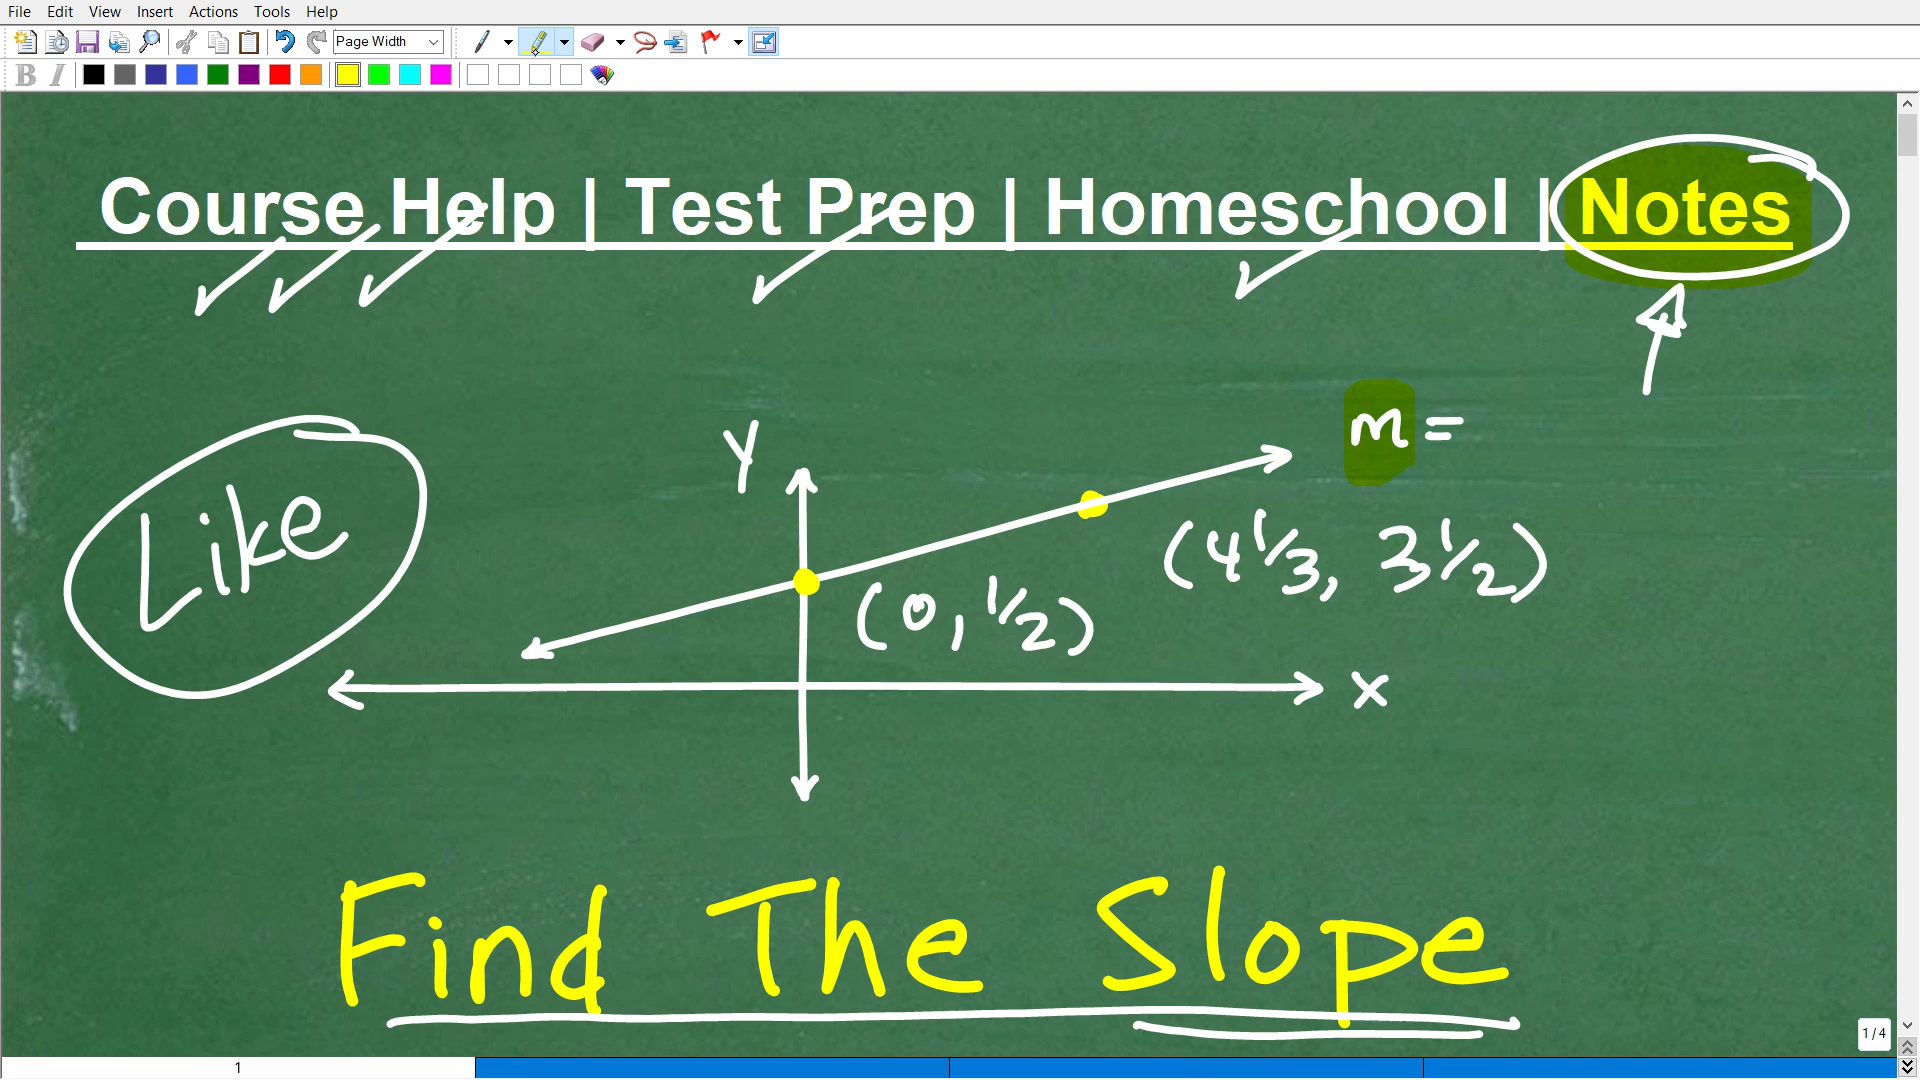 File Edit View Insert Actions Tools Help
Page Width
B I
Course Help | Test Prep | Homeschool | Notes
m =
y
Like
(4 1/3, 3 1/2)
(0, 1/2)
x
Find The Slope
1 / 4
1